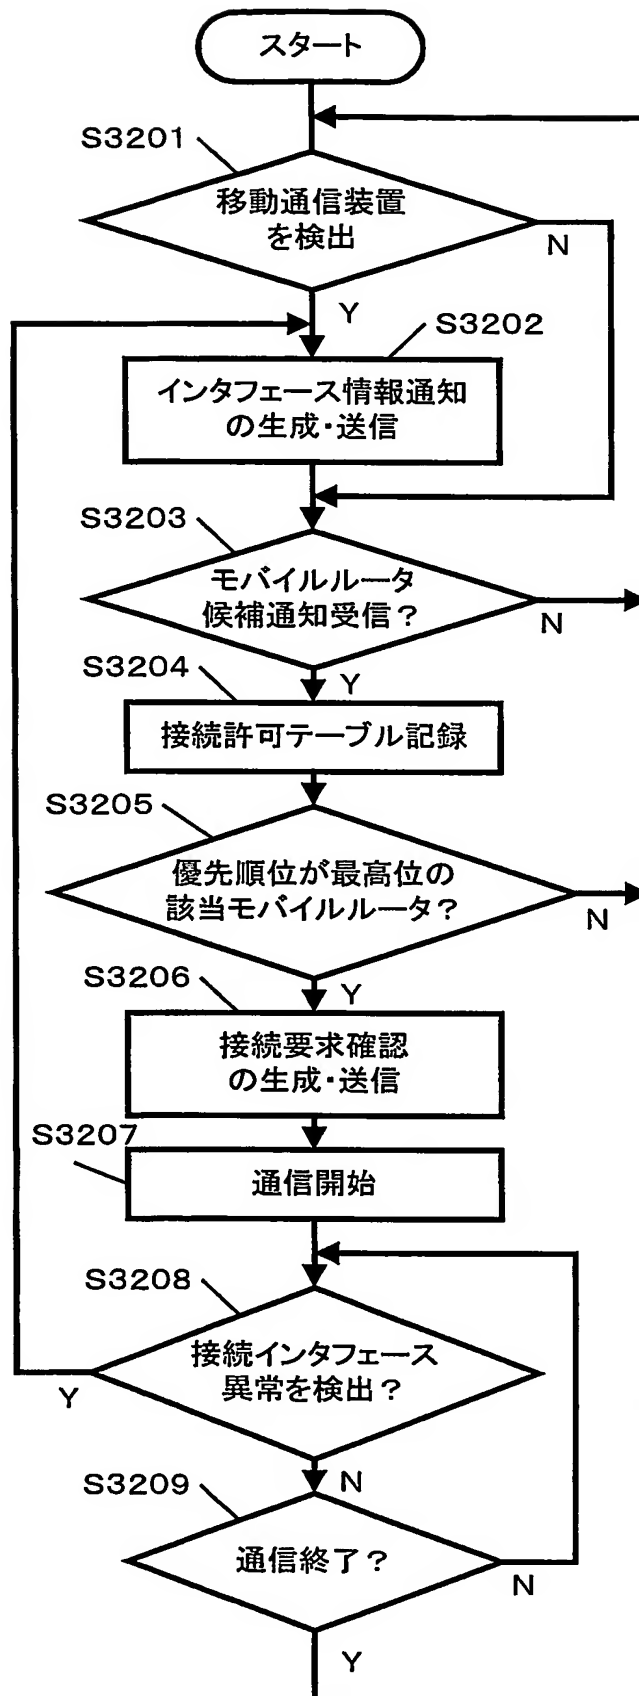 スタート
S3201
移動通信装置
を検出
N
Y
S3202
インタフェース情報通知
の生成・送信
S3203
モバイルルータ
候補通知受信？
N
S3204
Y
接続許可テーブル記録
S3205
優先順位が最高位の
該当モバイルルータ？
N
S3206
Y
接続要求確認
の生成・送信
S3207
通信開始
S3208
接続インタフェース
異常を検出？
Y
N
S3209
通信終了？
N
Y